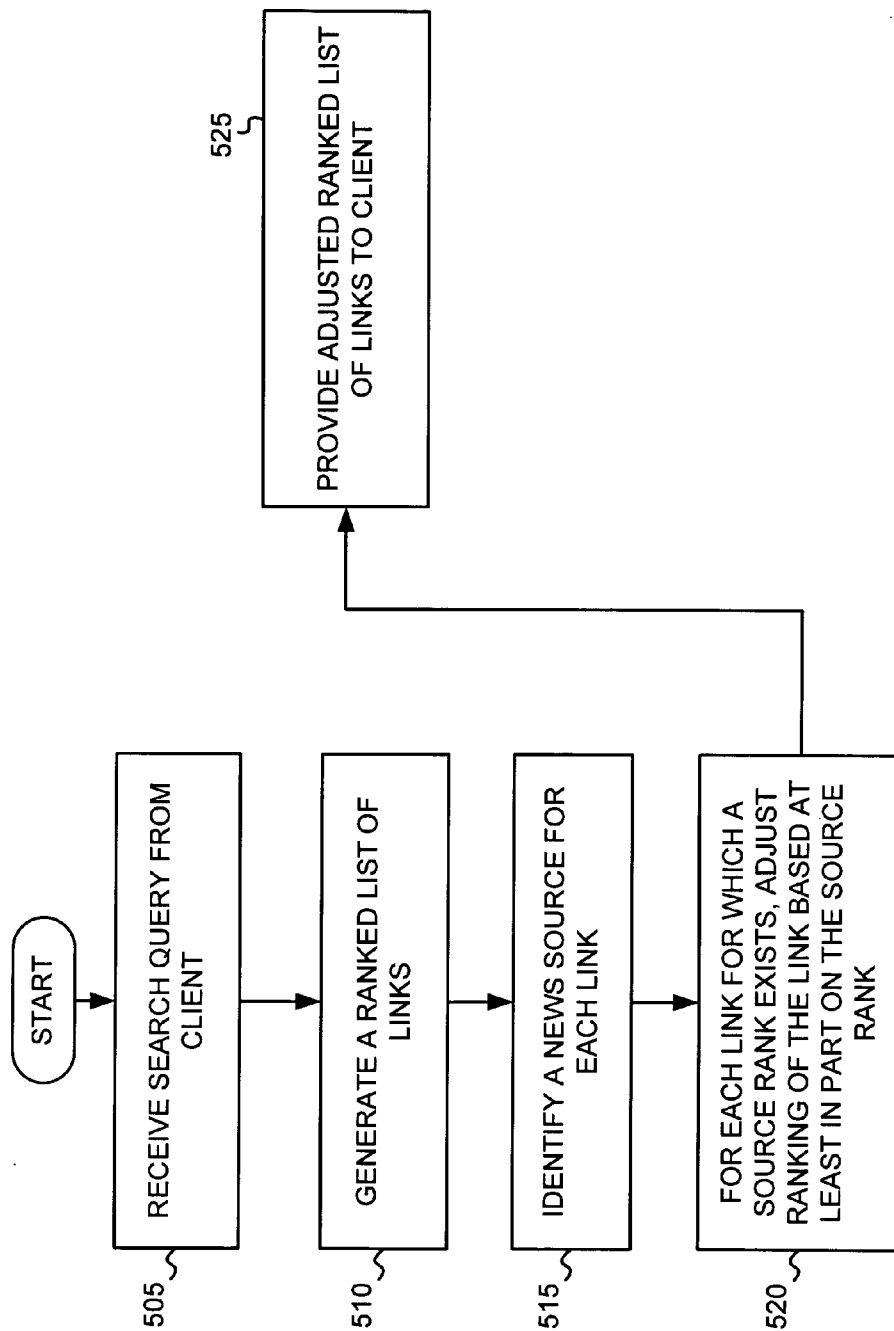 START
505
RECEIVE SEARCH QUERY FROM
CLIENT
510
GENERATE A RANKED LIST OF
LINKS
515
IDENTIFY A NEWS SOURCE FOR
EACH LINK
520
FOR EACH LINK FOR WHICH A
SOURCE RANK EXISTS, ADJUST
RANKING OF THE LINK BASED AT
LEAST IN PART ON THE SOURCE
RANK
525
PROVIDE ADJUSTED RANKED LIST
OF LINKS TO CLIENT